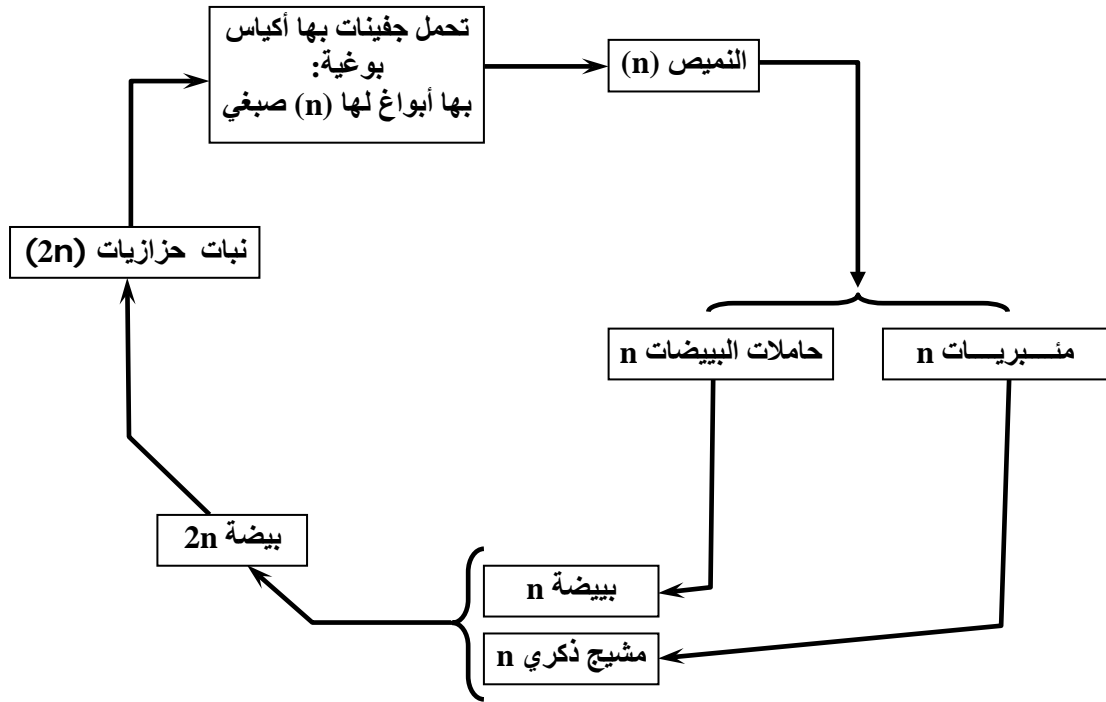 تحمل جفينات بها أكياس
بوغية:
بها أبواغ لها (n) صبغي
النميص (n)
نبات حزازيات (2n)
حاملات البييضات n
مئـــبريـــات n
بيضة 2n
بييضة n
مشيج ذكري n